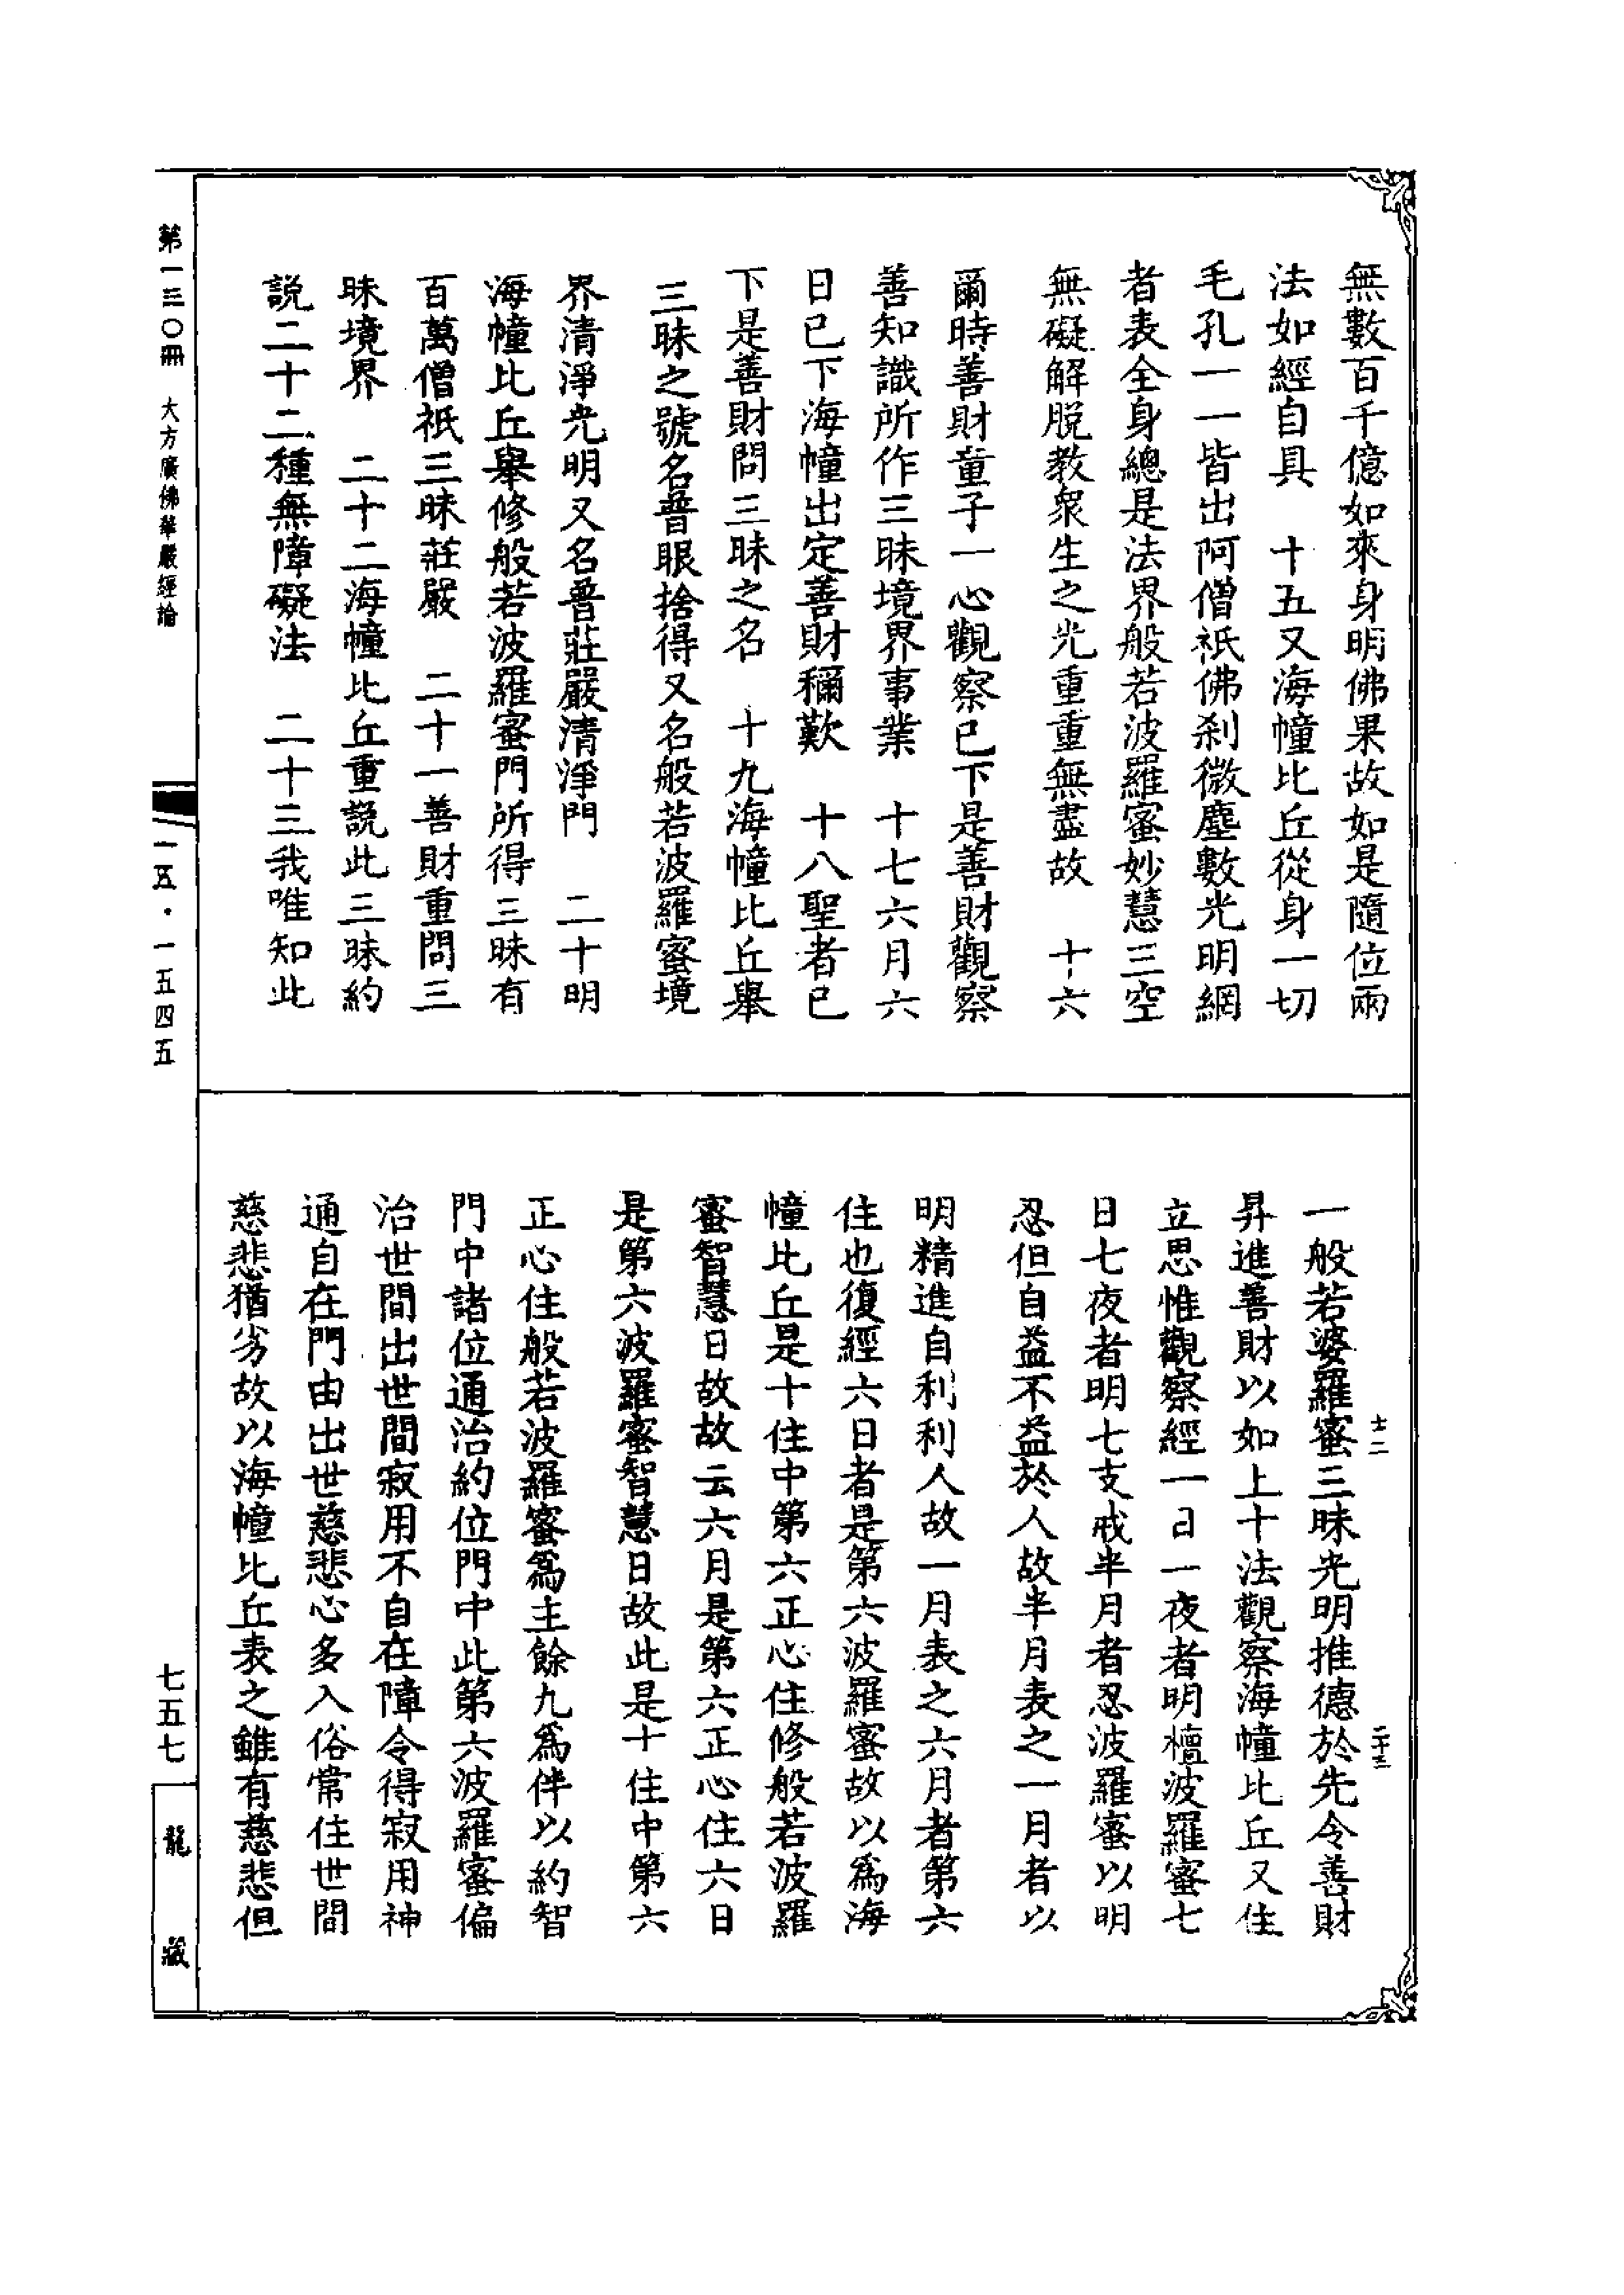 無數百千億如來身明佛果故如是隨位兩
法如經自具　十五又海幢比丘從身一切
毛孔一一皆出阿僧祇佛剎微塵數光明網
者表全身總是法界般若波羅蜜妙慧三空
無礙解脫教衆生之光重重無盡故　十六
爾時善財童子一心觀察已下是善財觀察
善知識所作三昧境界事業　十七六月六
日已下海幢出定善財稱歎　十八聖者已
下是善財問三昧之名　十九海幢比丘舉
三昧之號名普眼捨得又名般若波羅蜜境
界清淨光明又名普莊嚴清淨門　二十明
海幢比丘舉修般若波羅蜜門所得三昧有
百萬僧祇三昧莊嚴　二十一善財重問三
昧境界　二十二海幢比丘重說此三昧約
說二十二種無障礙法　二十三我唯知此
一般若婆羅蜜三昧光明推德於先令善財
昇進善財以如上十法觀察海幢比丘又住
立思惟觀察經一日一夜者明檀波羅蜜七
日七夜者明七支戒半月者忍波羅蜜以明
忍但自益不益於人故半月表之一月者以
明精進自利利人故一月表之六月者第六
住也復經六日者是第六波羅蜜故以爲海
幢比丘是十住中第六正心住修般若波羅
蜜智慧日故故云六月是第六正心住六日
是第六波羅蜜智慧日故此是十住中第六
正心住般若波羅蜜爲主餘九爲伴以約智
門中諸位通治約位門中此第六波羅蜜偏
治世間出世間寂用不自在障令得寂用神
通自在門由出世慈悲心多入俗常住世間
慈悲猶劣故以海幢比丘表之雖有慈悲但
士二
二十三
第一三〇冊　大方廣佛華嚴經論
一五·一五四五
七五七
龍藏